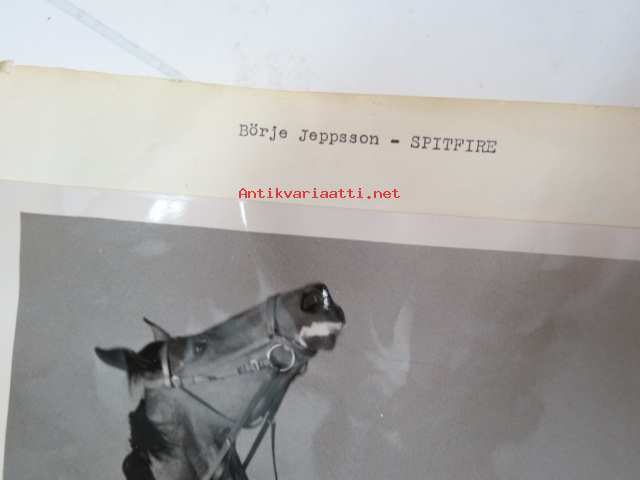 Börje Jeppsson - SPITFIRE
Antikvariaatti.net